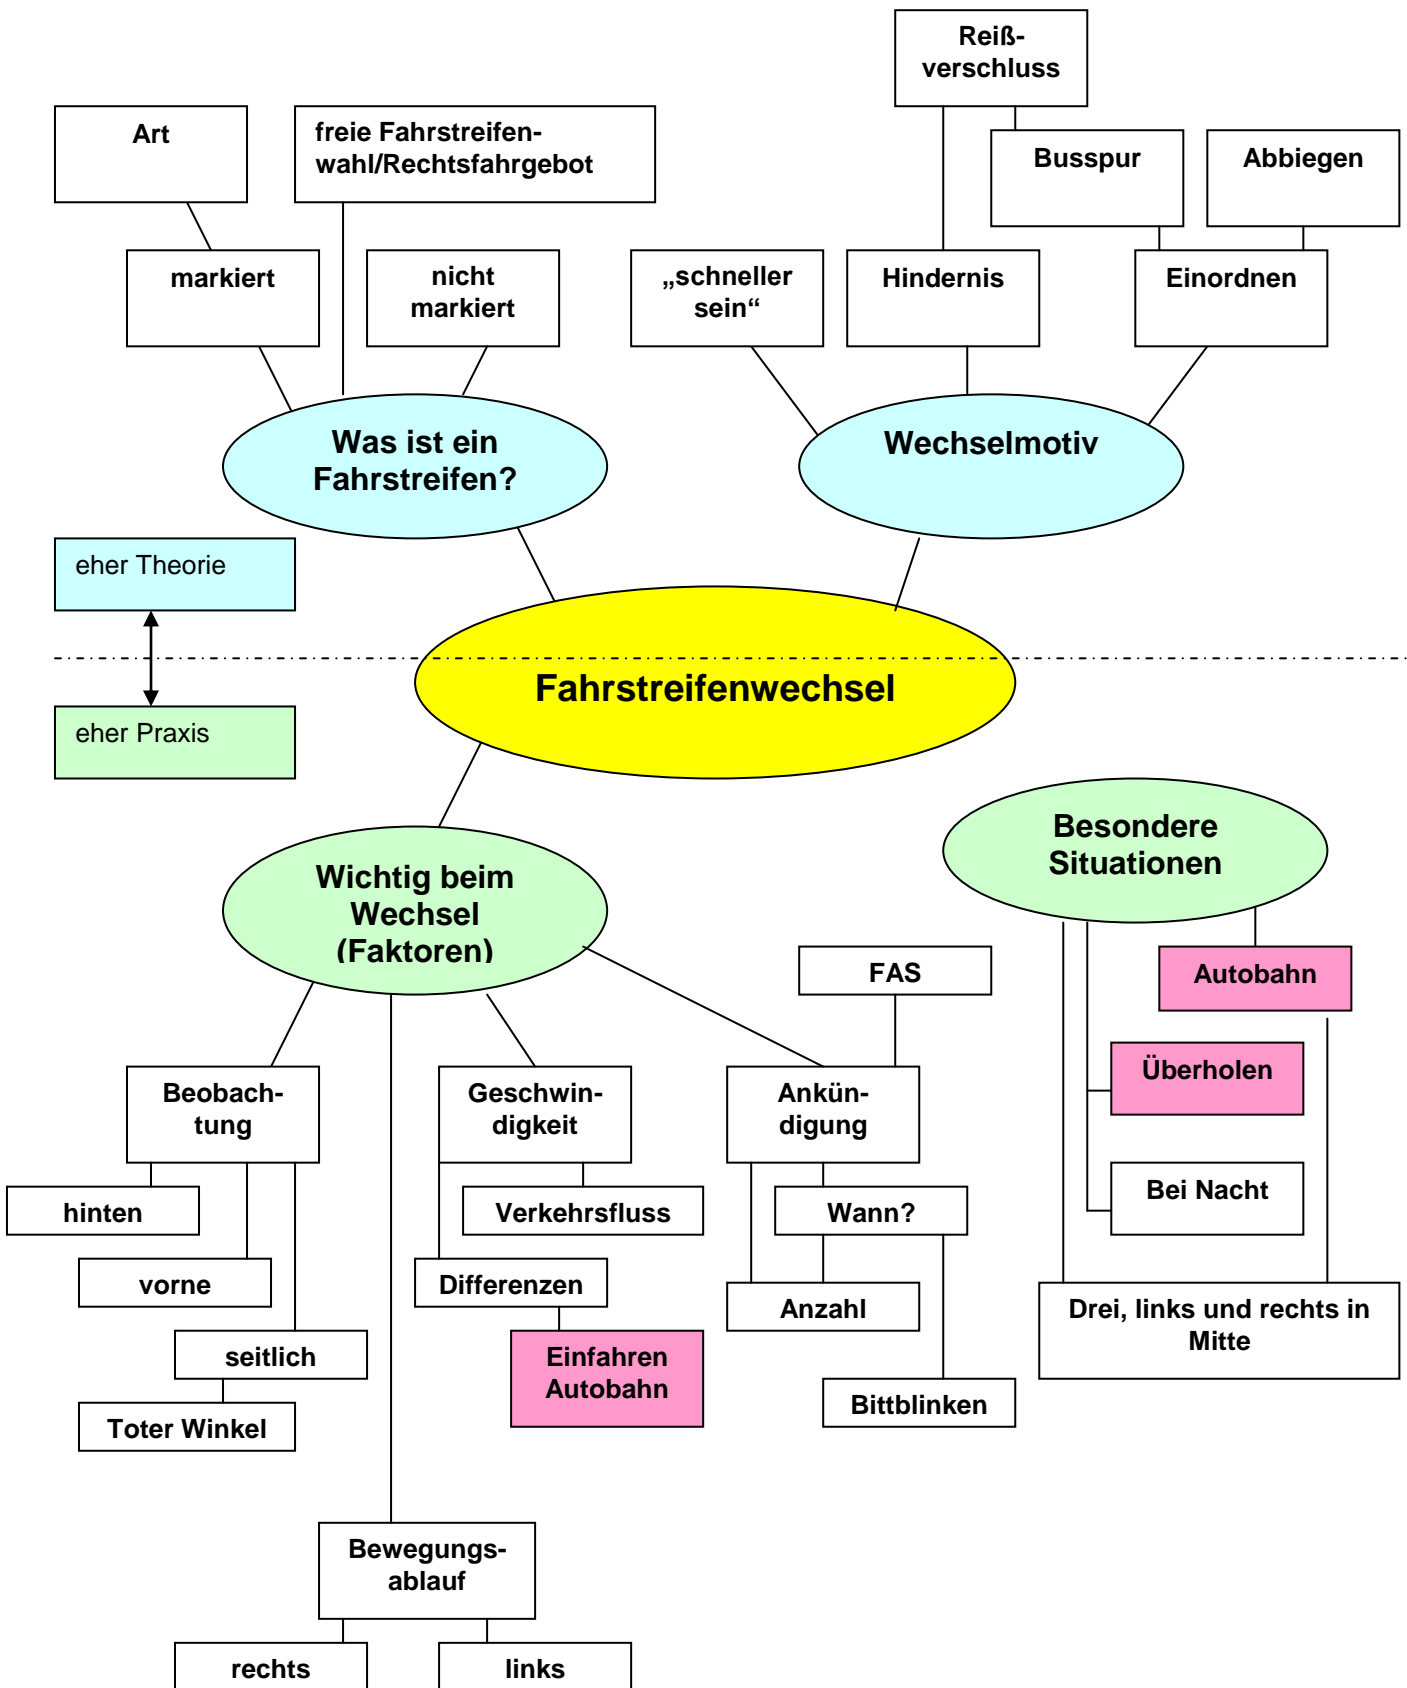 Reiß-
verschluss
Art
freie Fahrstreifen-
wahl/Rechtsfahrgebot
Busspur
Abbiegen
markiert
nicht
markiert
„schneller
sein“
Hindernis
Einordnen
Was ist ein
Fahrstreifen?
Wechselmotiv
eher Theorie
Fahrstreifenwechsel
eher Praxis
Wichtig beim
Wechsel
(Faktoren)
Besondere
Situationen
FAS
Autobahn
Überholen
Bei Nacht
Drei, links und rechts in
Mitte
Beobach-
tung
Geschwin-
digkeit
Ankün-
digung
hinten
Verkehrsfluss
Wann?
vorne
Differenzen
Anzahl
seitlich
Einfahren
Autobahn
Bittblinken
Toter Winkel
Bewegungs-
ablauf
rechts
links